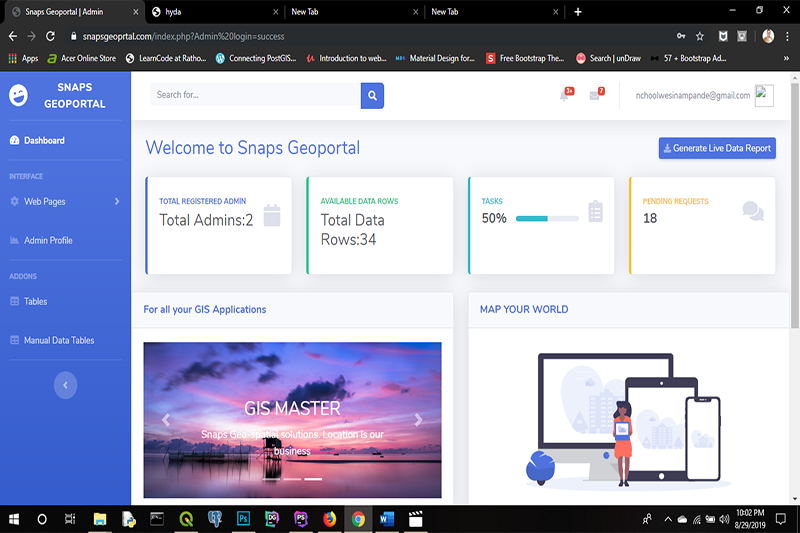 Snaps Geoportal | Admin
hyda
New Tab
New Tab
snapsgeoprtal.com/index.php?Admin%20login=success
Apps
Acer Online Store
LearnCode at Ratho...
Connecting PostGIS...
Introduction to web...
Material Design for...
Free Bootstrap The...
Search | unDraw
57 + Bootstrap Ad...
SNAPS
GEOPORTAL
Search for...
3+
7
nchoolwesinampande@gmail.com
Dashboard
Welcome to Snaps Geoportal
Generate Live Data Report
INTERFACE
Web Pages
Admin Profile
ADDONS
Tables
Manual Data Tables
TOTAL REGISTERED ADMIN
Total Admins:2
AVAILABLE DATA ROWS
Total Data
Rows:34
TASKS
50%
PENDING REQUESTS
18
For all your GIS Applications
MAP YOUR WORLD
GIS MASTER
Snaps Geo-spatial solutions. Location is our
business
10:02 PM
8/29/2019